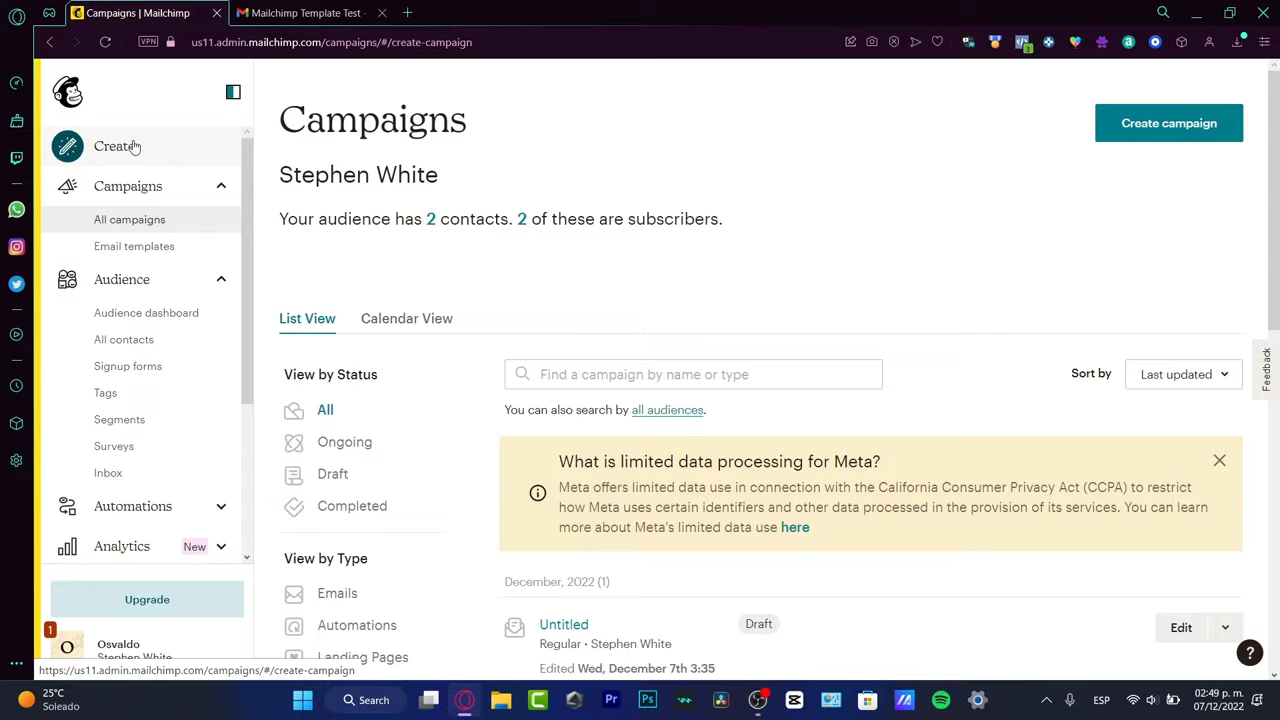 Campaigns | Mailchimp
Mailchimp Template Test -
VPN
us11.admin.mailchimp.com/campaigns/#/create-campaign
3
Create
Campaigns
All campaigns
Email templates
Audience
Audience dashboard
All contacts
Signup forms
Tags
Segments
Surveys
Inbox
Automations
Analytics
New
Upgrade
1
O
Osvaldo
Stephen White
https://us11.admin.mailchimp.com/campaigns/#/create-campaign
Campaigns
Create campaign
Stephen White
Your audience has 2 contacts. 2 of these are subscribers.
List View
Calendar View
View by Status
All
Ongoing
Draft
Completed
View by Type
Emails
Automations
Landing Pages
Find a campaign by name or type
Sort by
Last updated
You can also search by all audiences.
What is limited data processing for Meta?
Meta offers limited data use in connection with the California Consumer Privacy Act (CCPA) to restrict
how Meta uses certain identifiers and other data processed in the provision of its services. You can learn
more about Meta's limited data use here
December, 2022 (1)
Untitled
Draft
Regular • Stephen White
Edited Wed, December 7th 3:35
Edit
Feedback
?
25°C
Soleado
Search
Pr
Ps
ESP
02:49 p. m.
07/12/2022